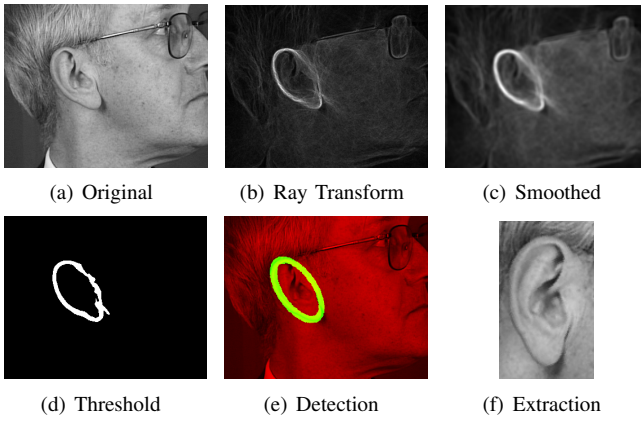 (a) Original
(b) Ray Transform
(c) Smoothed
(d) Threshold
(e) Detection
(f) Extraction